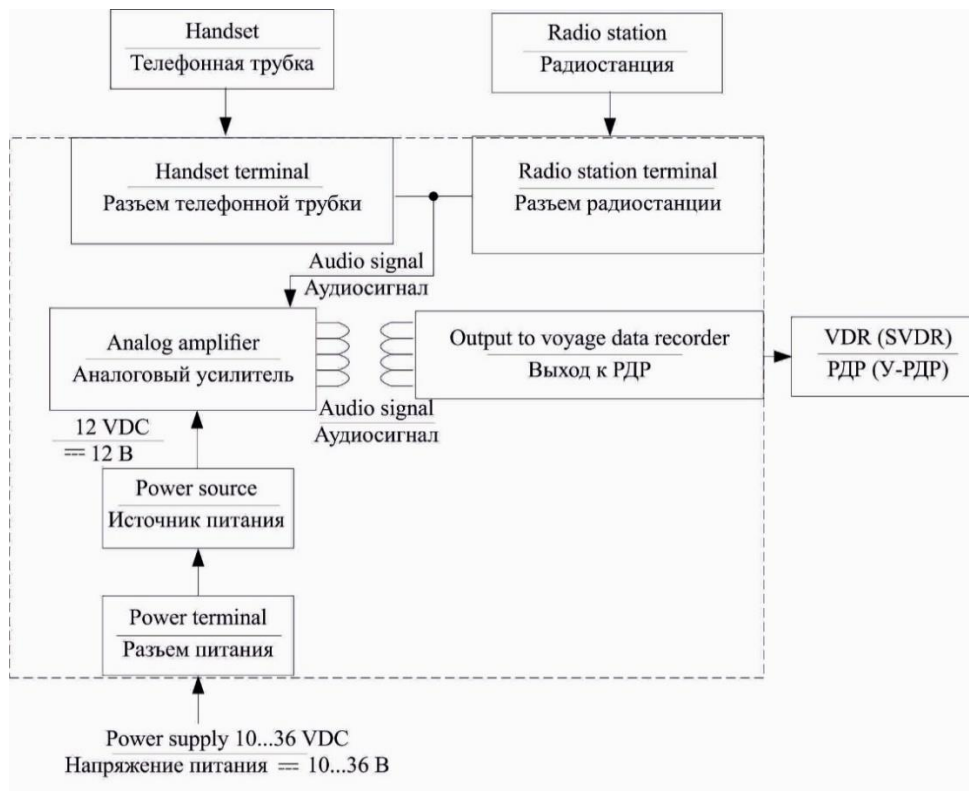 Handset
Телефонная трубка
Radio station
Радиостанция
Handset terminal
Разъем телефонной трубки
Radio station terminal
Разъем радиостанции
Audio signal
Аудиосигнал
Analog amplifier
Аналоговый усилитель
Output to voyage data recorder
Выход к РДР
VDR (SVDR)
РДР (У-РДР)
Audio signal
Аудиосигнал
12 VDC
⎓ 12 В
Power source
Источник питания
Power terminal
Разъем питания
Power supply 10...36 VDC
Напряжение питания ⎓ 10...36 В